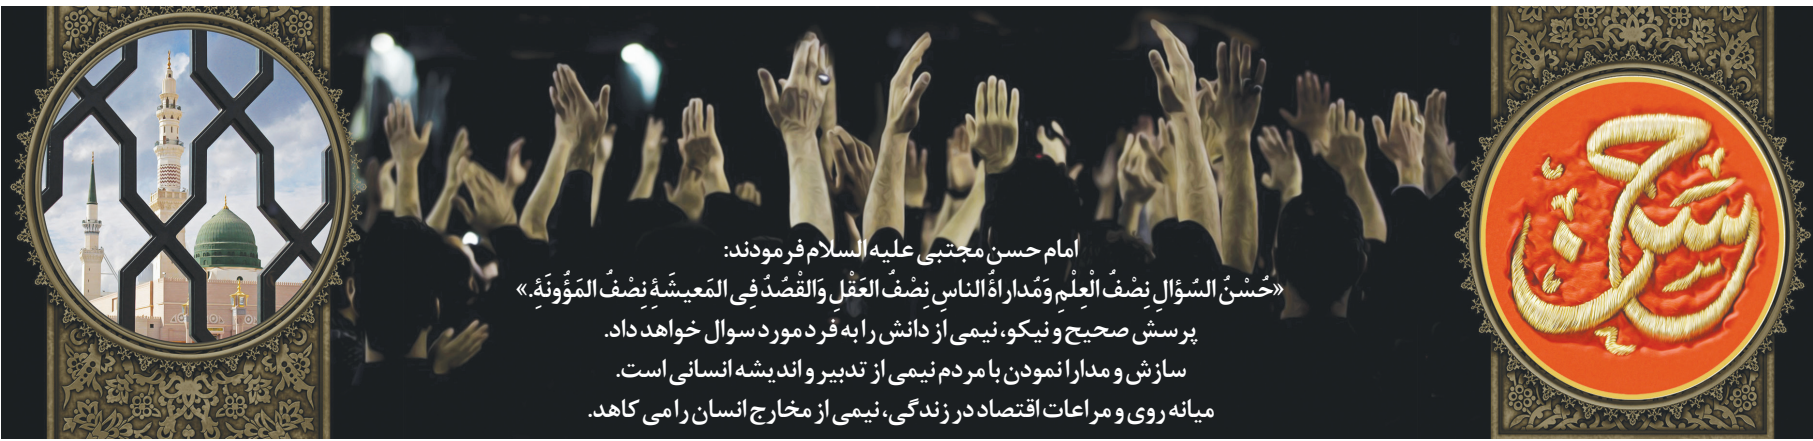 امام حسن مجتبی علیه السلام فرمودند:
«حُسْنُ السُؤالِ نِصْفُ الْعِلْمِ وَمُداراةُ الناسِ نِصْفُ العَقْلِ وَالْقْصُدُ فِی المَعیشَةِ نِصْفُ المَؤُونَةِ.»
پرسش صحیح و نیکو، نیمی از دانش را به فرد مورد سوال خواهد داد.
سازش و مدارا نمودن با مردم نیمی از تدبیر و اندیشه انسانی است.
میانه روی و مراعات اقتصاد در زندگی، نیمی از مخارج انسان را می کاهد.